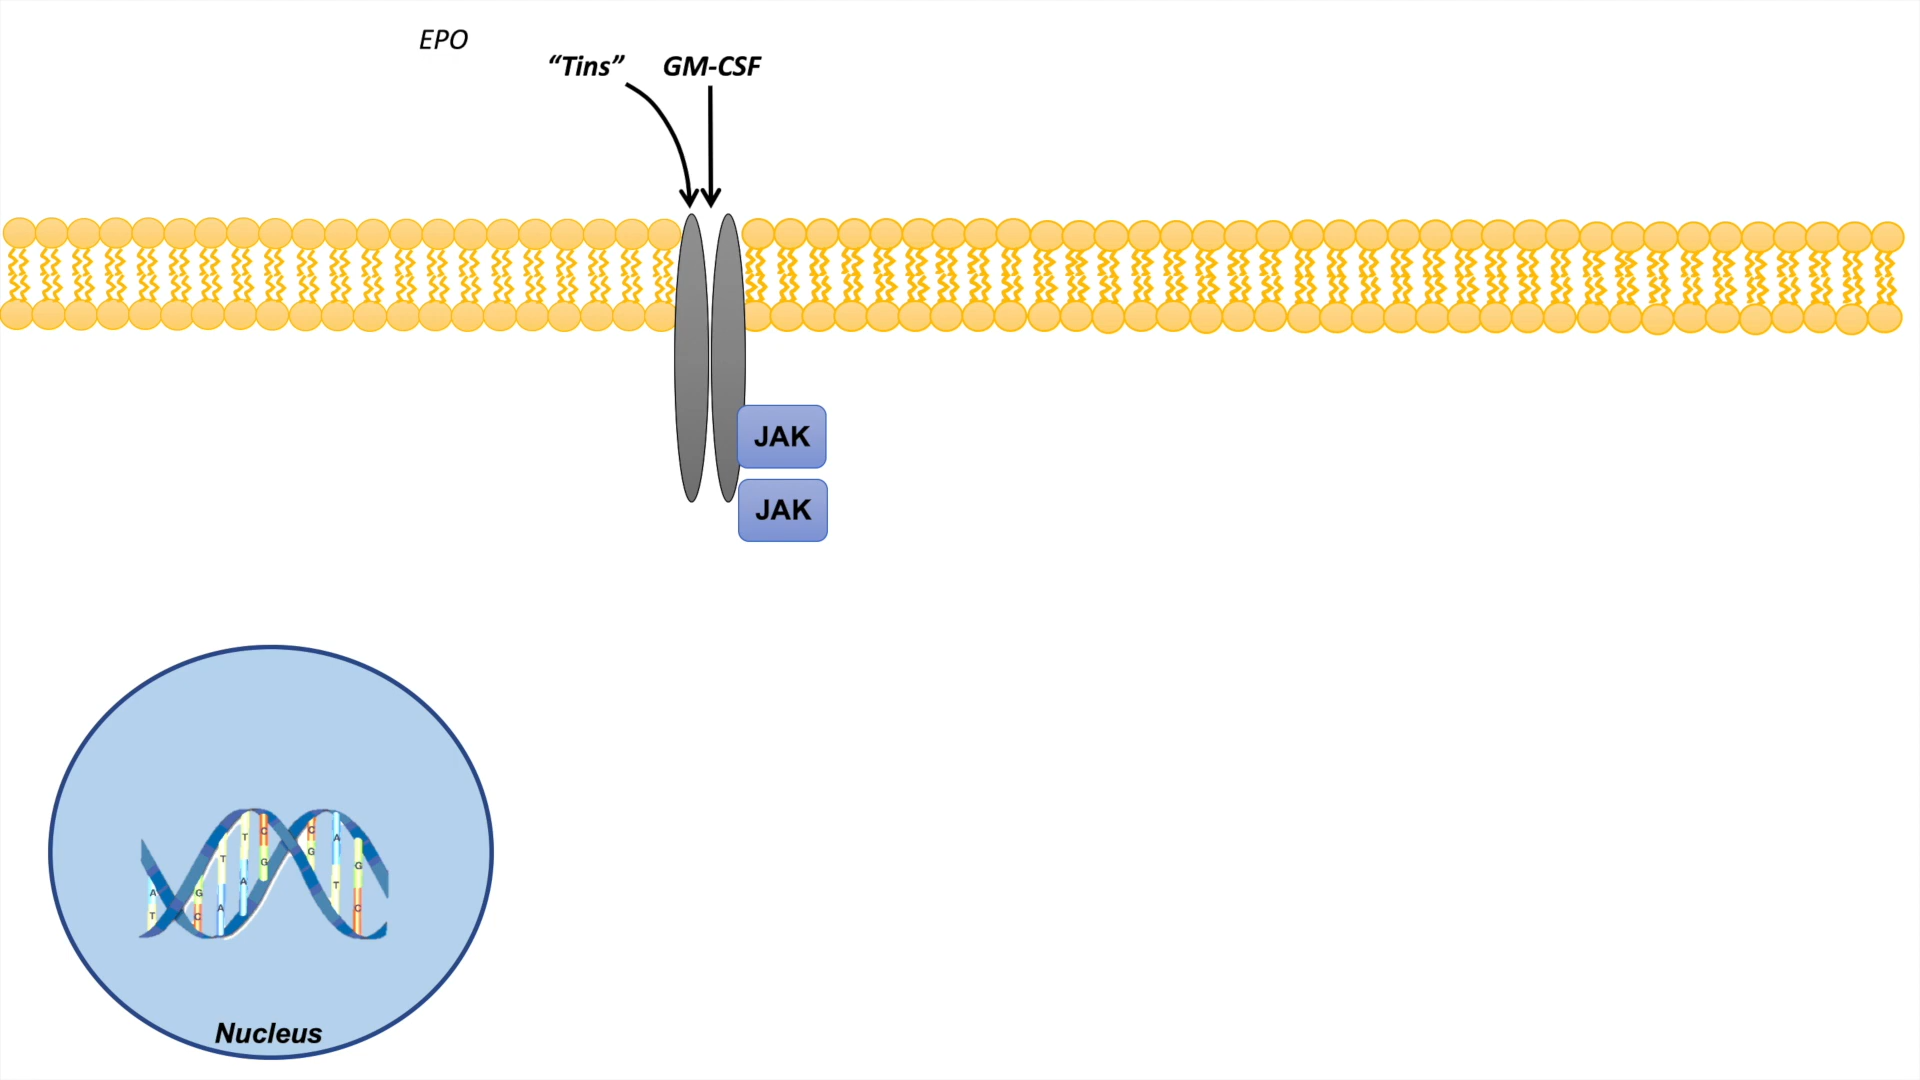 EPO
“Tins” GM-CSF
JAK
JAK
T C C A
T G G G
A A T
A G C A C
T C
Nucleus